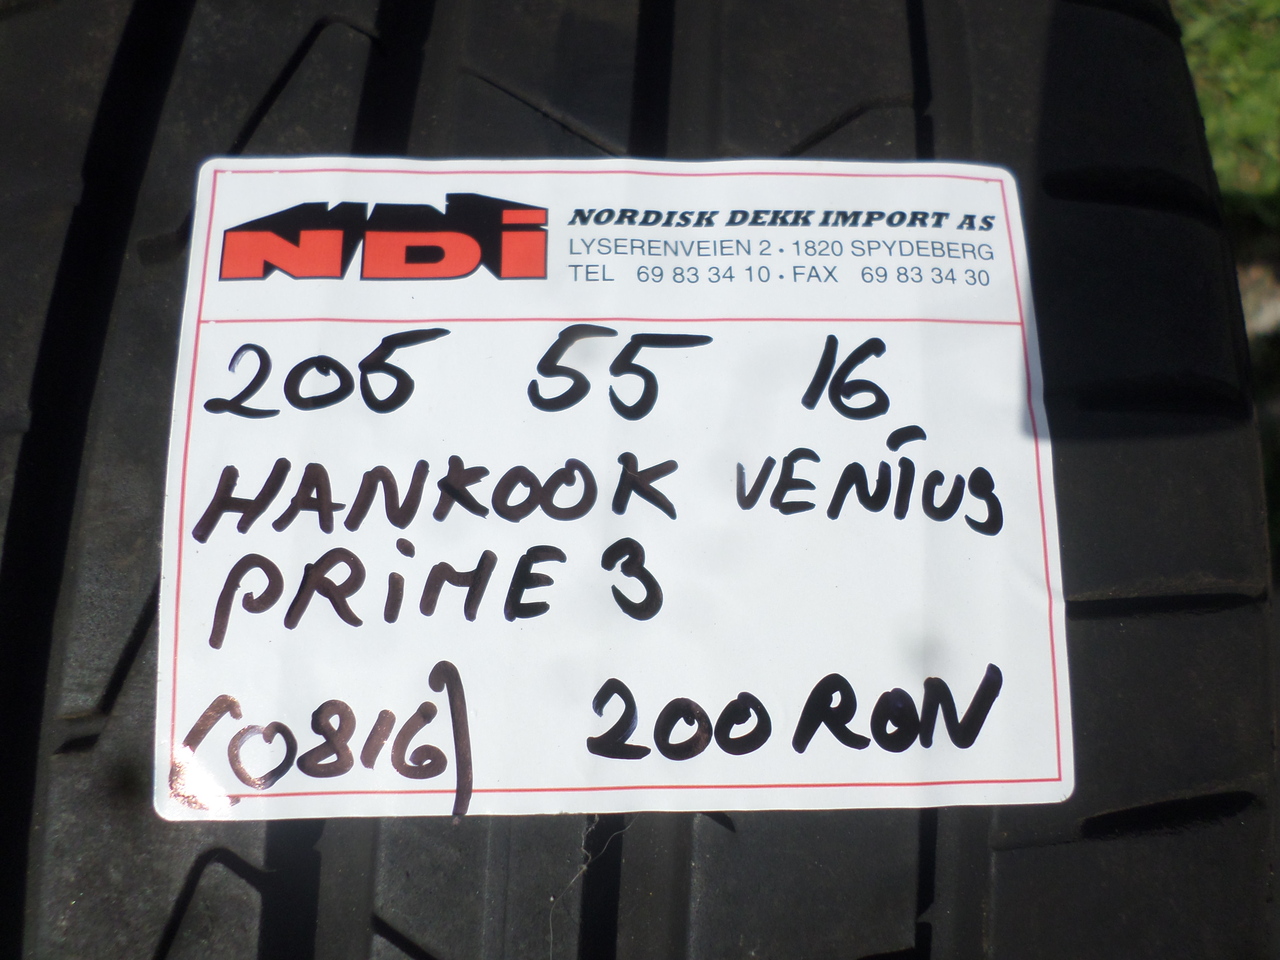 NDi
NORDISK DEKK IMPORT AS
LYSERENVEIEN 2 • 1820 SPYDEBERG
TEL 69 83 34 10 • FAX 69 83 34 30
205 55 16
HANKOOK VENTUS
PRiME 3
(0816) 200 RON